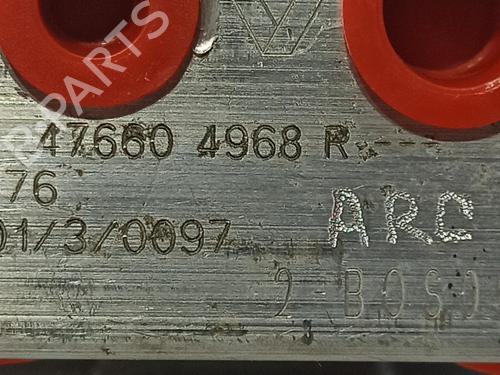 47660 4968 R----
76
01/3/0097
ARC
2-BOSO
B-PARTS